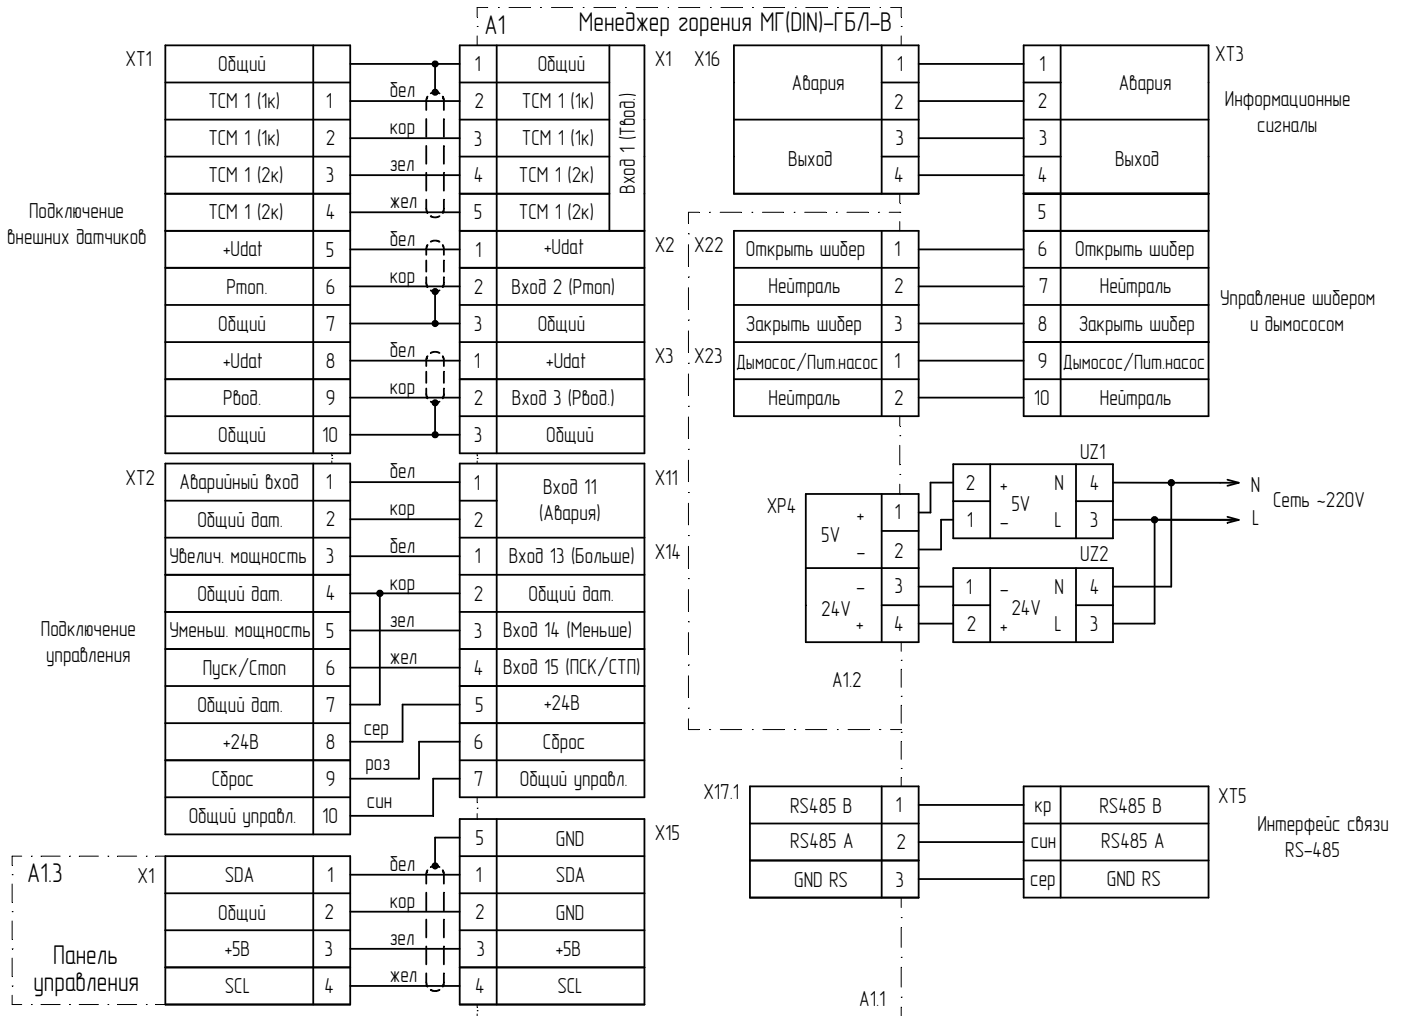 A1 Менеджер горения МГ(DIN)-ГБЛ-В
XT1
Общий 1 Общий X1
ТСМ 1 (1к) 1 бел 2 ТСМ 1 (1к)
ТСМ 1 (1к) 2 кор 3 ТСМ 1 (1к)
ТСМ 1 (2к) 3 зел 4 ТСМ 1 (2к)
ТСМ 1 (2к) 4 жел 5 ТСМ 1 (2к)
Вход 1 (Tвод.)
+Udat 5 бел 1 +Udat X2
Pтоп. 6 кор 2 Вход 2 (Pтоп)
Общий 7 3 Общий
+Udat 8 бел 1 +Udat X3
Pвод. 9 кор 2 Вход 3 (Pвод.)
Общий 10 3 Общий
Подключение
внешних датчиков
XT2
Аварийный вход 1 бел 1 Вход 11 X11
Общий дат. 2 кор 2 (Авария)
Увелич. мощность 3 бел 1 Вход 13 (Больше) X14
Общий дат. 4 кор 2 Общий дат.
Уменьш. мощность 5 зел 3 Вход 14 (Меньше)
Пуск/Стоп 6 жел 4 Вход 15 (ПСК/СТП)
Общий дат. 7 5 +24В
+24В 8 сер 6 Сброс
Сброс 9 роз 7 Общий управл.
Общий управл. 10 син
Подключение
управления
5 GND X15
A1.3 X1
SDA 1 бел 1 SDA
Общий 2 кор 2 GND
+5В 3 зел 3 +5В
SCL 4 жел 4 SCL
Панель
управления
X16 XT3
Авария 1 1 Авария
2 2
Выход 3 3 Выход
4 4
5
Информационные
сигналы
X22
Открыть шибер 1 6 Открыть шибер
Нейтраль 2 7 Нейтраль
Закрыть шибер 3 8 Закрыть шибер
X23
Дымосос/Пит.насос 1 9 Дымосос/Пит.насос
Нейтраль 2 10 Нейтраль
Управление шибером
и дымососом
UZ1
XP4
5V + 1 2 + N 4 N
- 2 1 - 5V L 3 L
Сеть ~220V
UZ2
24V - 3 1 - N 4
+ 4 2 + 24V L 3
A1.2
X17.1 XT5
RS485 B 1 кр RS485 B
RS485 A 2 син RS485 A
GND RS 3 сер GND RS
Интерфейс связи
RS-485
A1.1